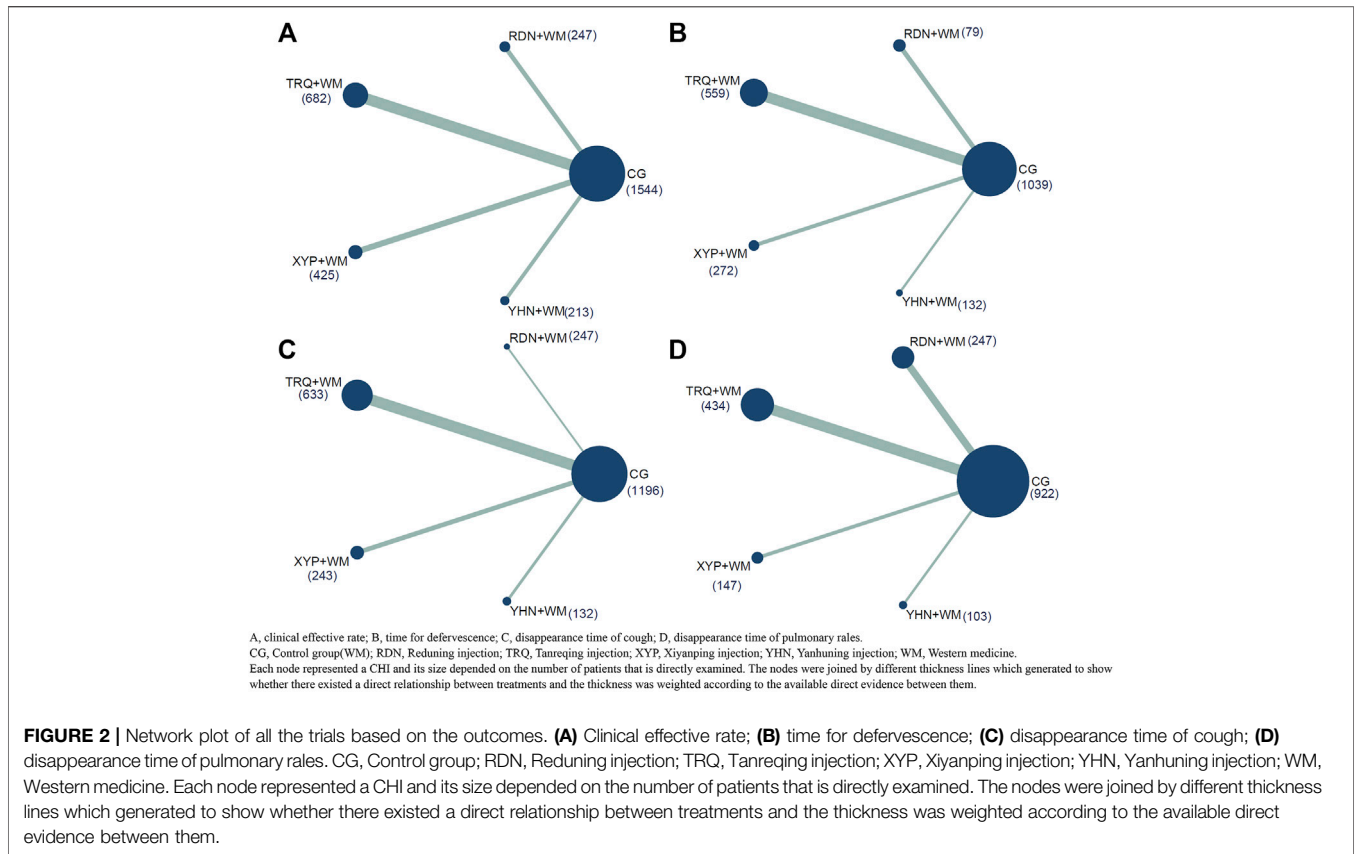 A
RDN+WM (247)
TRQ+WM
(682)
CG
(1544)
XYP+WM
(425)
YHN+WM (213)
B
RDN+WM (79)
TRQ+WM
(559)
CG
(1039)
XYP+WM
(272)
YHN+WM (132)
C
RDN+WM (247)
TRQ+WM
(633)
CG
(1196)
XYP+WM
(243)
YHN+WM (132)
D
RDN+WM (247)
TRQ+WM
(434)
CG
(922)
XYP+WM
(147)
YHN+WM (103)
A, clinical effective rate; B, time for defervescence; C, disappearance time of cough; D, disappearance time of pulmonary rales.
CG, Control group(WM); RDN, Reduning injection; TRQ, Tanreqing injection; XYP, Xiyanping injection; YHN, Yanhuning injection; WM, Western medicine.
Each node represented a CHI and its size depended on the number of patients that is directly examined. The nodes were joined by different thickness lines which generated to show
whether there existed a direct relationship between treatments and the thickness was weighted according to the available direct evidence between them.
FIGURE 2 | Network plot of all the trials based on the outcomes. (A) Clinical effective rate; (B) time for defervescence; (C) disappearance time of cough; (D)
disappearance time of pulmonary rales. CG, Control group; RDN, Reduning injection; TRQ, Tanreqing injection; XYP, Xiyanping injection; YHN, Yanhuning injection; WM,
Western medicine. Each node represented a CHI and its size depended on the number of patients that is directly examined. The nodes were joined by different thickness
lines which generated to show whether there existed a direct relationship between treatments and the thickness was weighted according to the available direct
evidence between them.